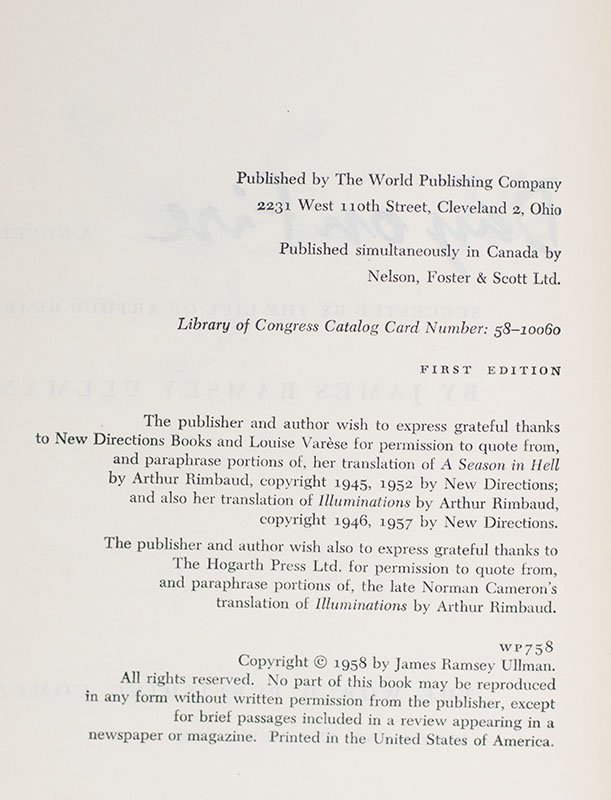 Published by The World Publishing Company
2231 West 110th Street, Cleveland 2, Ohio
Published simultaneously in Canada by
Nelson, Foster & Scott Ltd.
Library of Congress Catalog Card Number: 58–10060
FIRST EDITION
The publisher and author wish to express grateful thanks
to New Directions Books and Louise Varèse for permission to quote from,
and paraphrase portions of, her translation of A Season in Hell
by Arthur Rimbaud, copyright 1945, 1952 by New Directions;
and also her translation of Illuminations by Arthur Rimbaud,
copyright 1946, 1957 by New Directions.
The publisher and author wish also to express grateful thanks to
The Hogarth Press Ltd. for permission to quote from,
and paraphrase portions of, the late Norman Cameron's
translation of Illuminations by Arthur Rimbaud.
WP758
Copyright © 1958 by James Ramsey Ullman.
All rights reserved. No part of this book may be reproduced
in any form without written permission from the publisher, except
for brief passages included in a review appearing in a
newspaper or magazine. Printed in the United States of America.